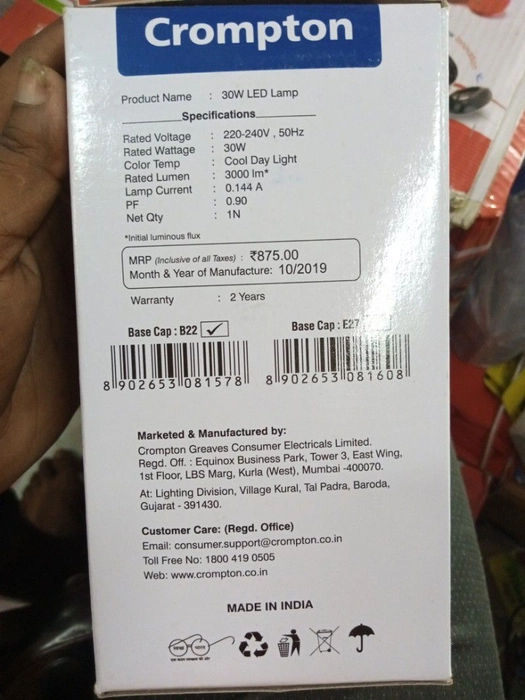 Crompton
Product Name : 30W LED Lamp
Specifications
Rated Voltage : 220-240V , 50Hz
Rated Wattage : 30W
Color Temp : Cool Day Light
Rated Lumen : 3000 lm*
Lamp Current : 0.144 A
PF : 0.90
Net Qty : 1N
*Initial luminous flux
MRP (Inclusive of all Taxes) : ₹875.00
Month & Year of Manufacture: 10/2019
Warranty : 2 Years
Base Cap : B22 Base Cap : E27
8 902653 081578 8 902653 081608
Marketed & Manufactured by:
Crompton Greaves Consumer Electricals Limited.
Regd. Off. : Equinox Business Park, Tower 3, East Wing,
1st Floor, LBS Marg, Kurla (West), Mumbai -400070.
At: Lighting Division, Village Kural, Tal Padra, Baroda,
Gujarat - 391430.
Customer Care: (Regd. Office)
Email: consumer.support@crompton.co.in
Toll Free No: 1800 419 0505
Web: www.crompton.co.in
MADE IN INDIA